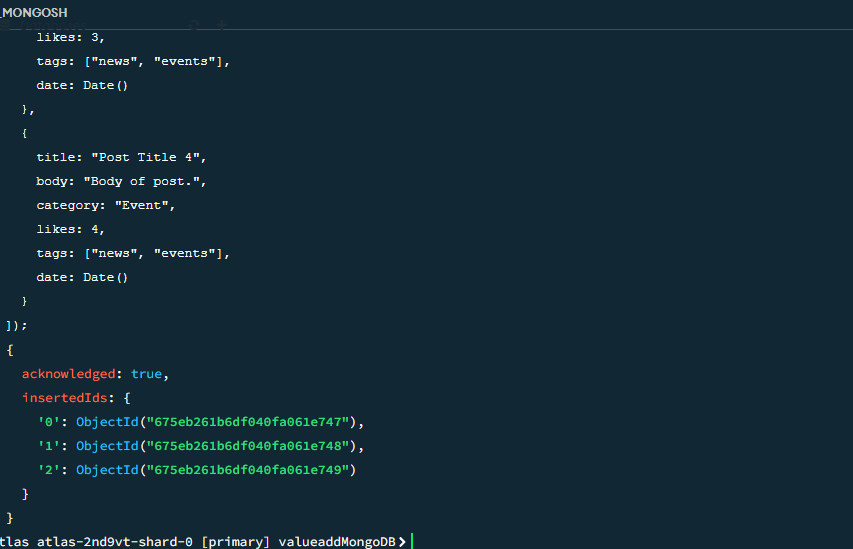 _MONGOSH
likes: 3,
tags: ["news", "events"],
date: Date()
},
{
title: "Post Title 4",
body: "Body of post.",
category: "Event",
likes: 4,
tags: ["news", "events"],
date: Date()
}
]);
{
acknowledged: true,
insertedIds: {
'0': ObjectId("675eb261b6df040fa061e747"),
'1': ObjectId("675eb261b6df040fa061e748"),
'2': ObjectId("675eb261b6df040fa061e749")
}
}
tlas atlas-2nd9vt-shard-0 [primary] valueaddMongoDB>